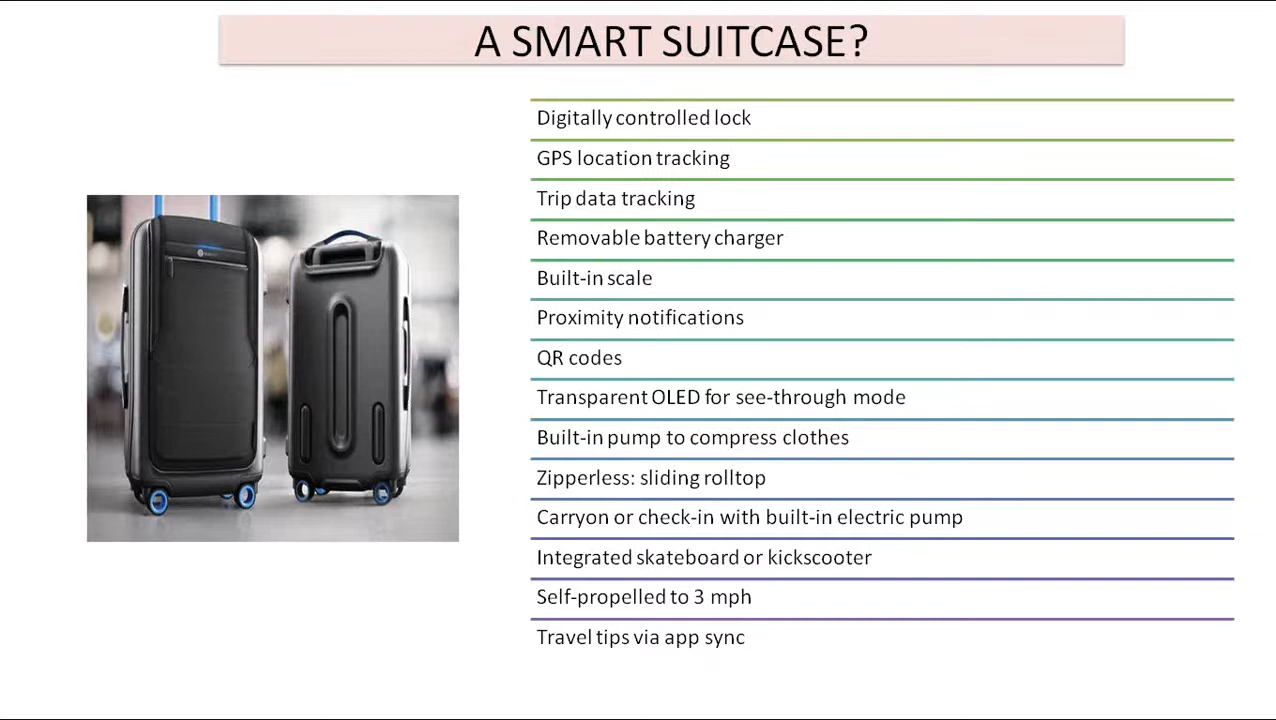 A SMART SUITCASE?
Digitally controlled lock
GPS location tracking
Trip data tracking
Removable battery charger
Built-in scale
Proximity notifications
QR codes
Transparent OLED for see-through mode
Built-in pump to compress clothes
Zipperless: sliding rolltop
Carryon or check-in with built-in electric pump
Integrated skateboard or kickscooter
Self-propelled to 3 mph
Travel tips via app sync